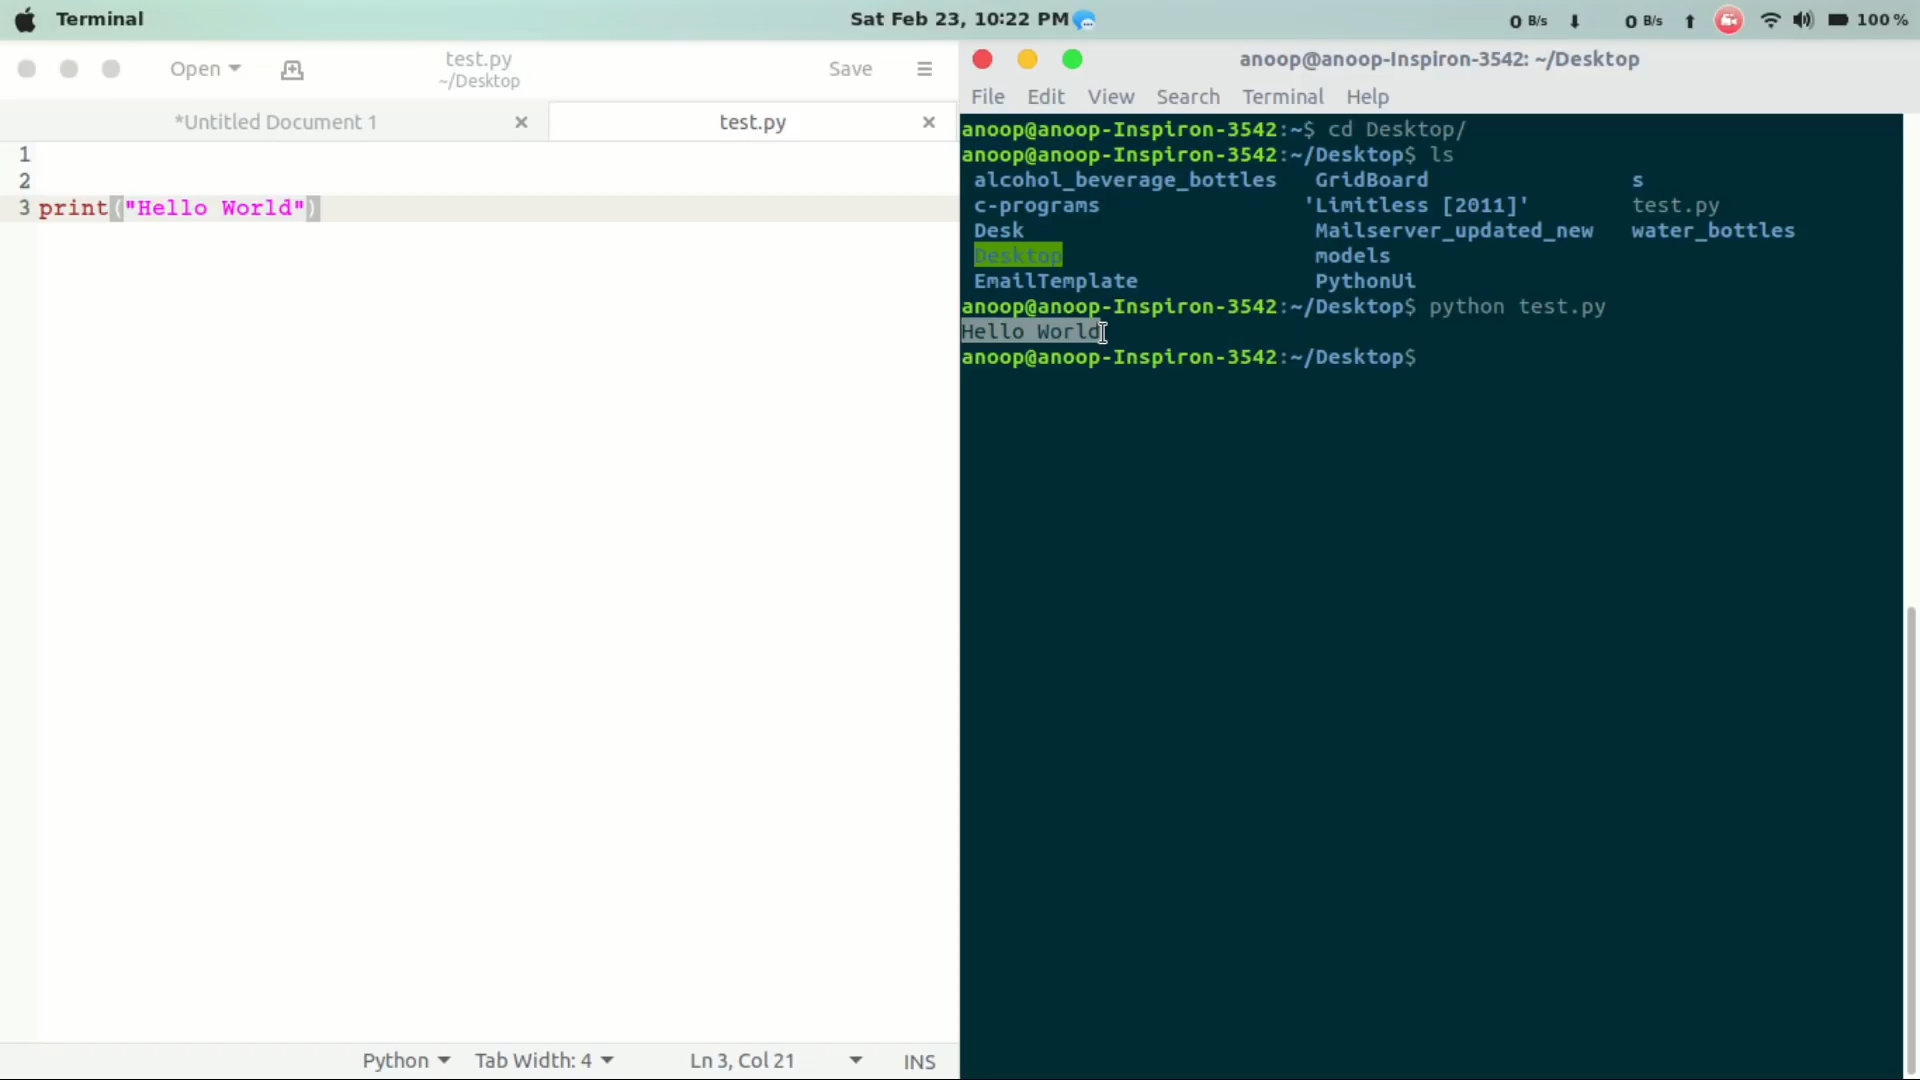 Terminal
Sat Feb 23, 10:22 PM
0 B/s 0 B/s 100 %
Open
test.py
~/Desktop
Save
*Untitled Document 1
test.py
1
2
3 print("Hello World")
Python
Tab Width: 4
Ln 3, Col 21
INS
anoop@anoop-Inspiron-3542: ~/Desktop
File Edit View Search Terminal Help
anoop@anoop-Inspiron-3542:~$ cd Desktop/
anoop@anoop-Inspiron-3542:~/Desktop$ ls
alcohol_beverage_bottles GridBoard s
c-programs 'Limitless [2011]' test.py
Desk Mailserver_updated_new water_bottles
Desktop models
EmailTemplate PythonUi
anoop@anoop-Inspiron-3542:~/Desktop$ python test.py
Hello World
anoop@anoop-Inspiron-3542:~/Desktop$